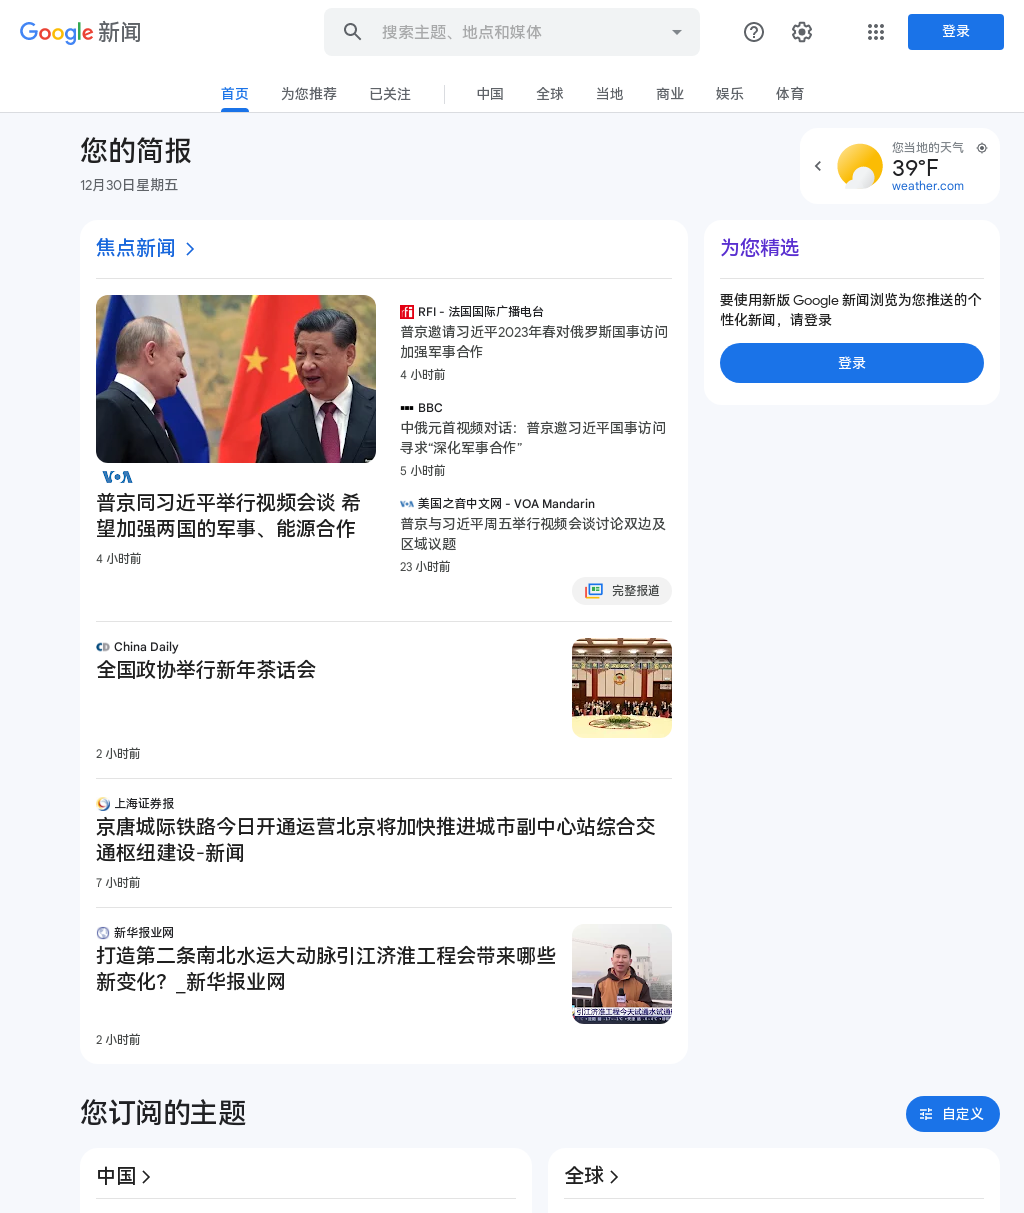 Google 新闻
搜索主题、地点和媒体
登录
首页
为您推荐
已关注
中国
全球
当地
商业
娱乐
体育
您的简报
12月30日星期五
您当地的天气
39°F
weather.com
焦点新闻
VOA
普京同习近平举行视频会谈 希
望加强两国的军事、能源合作
4 小时前
rfi
RFI - 法国国际广播电台
普京邀请习近平2023年春对俄罗斯国事访问
加强军事合作
4 小时前
BBC
中俄元首视频对话：普京邀习近平国事访问
寻求“深化军事合作”
5 小时前
VOA 美国之音中文网 - VOA Mandarin
普京与习近平周五举行视频会谈讨论双边及
区域议题
23 小时前
完整报道
为您精选
要使用新版 Google 新闻浏览为您推送的个
性化新闻，请登录
登录
CD China Daily
全国政协举行新年茶话会
2 小时前
上海证券报
京唐城际铁路今日开通运营北京将加快推进城市副中心站综合交
通枢纽建设-新闻
7 小时前
新华报业网
打造第二条南北水运大动脉引江济淮工程会带来哪些
新变化？_新华报业网
引江济淮工程今天试通水试通
2 小时前
您订阅的主题
自定义
中国
全球